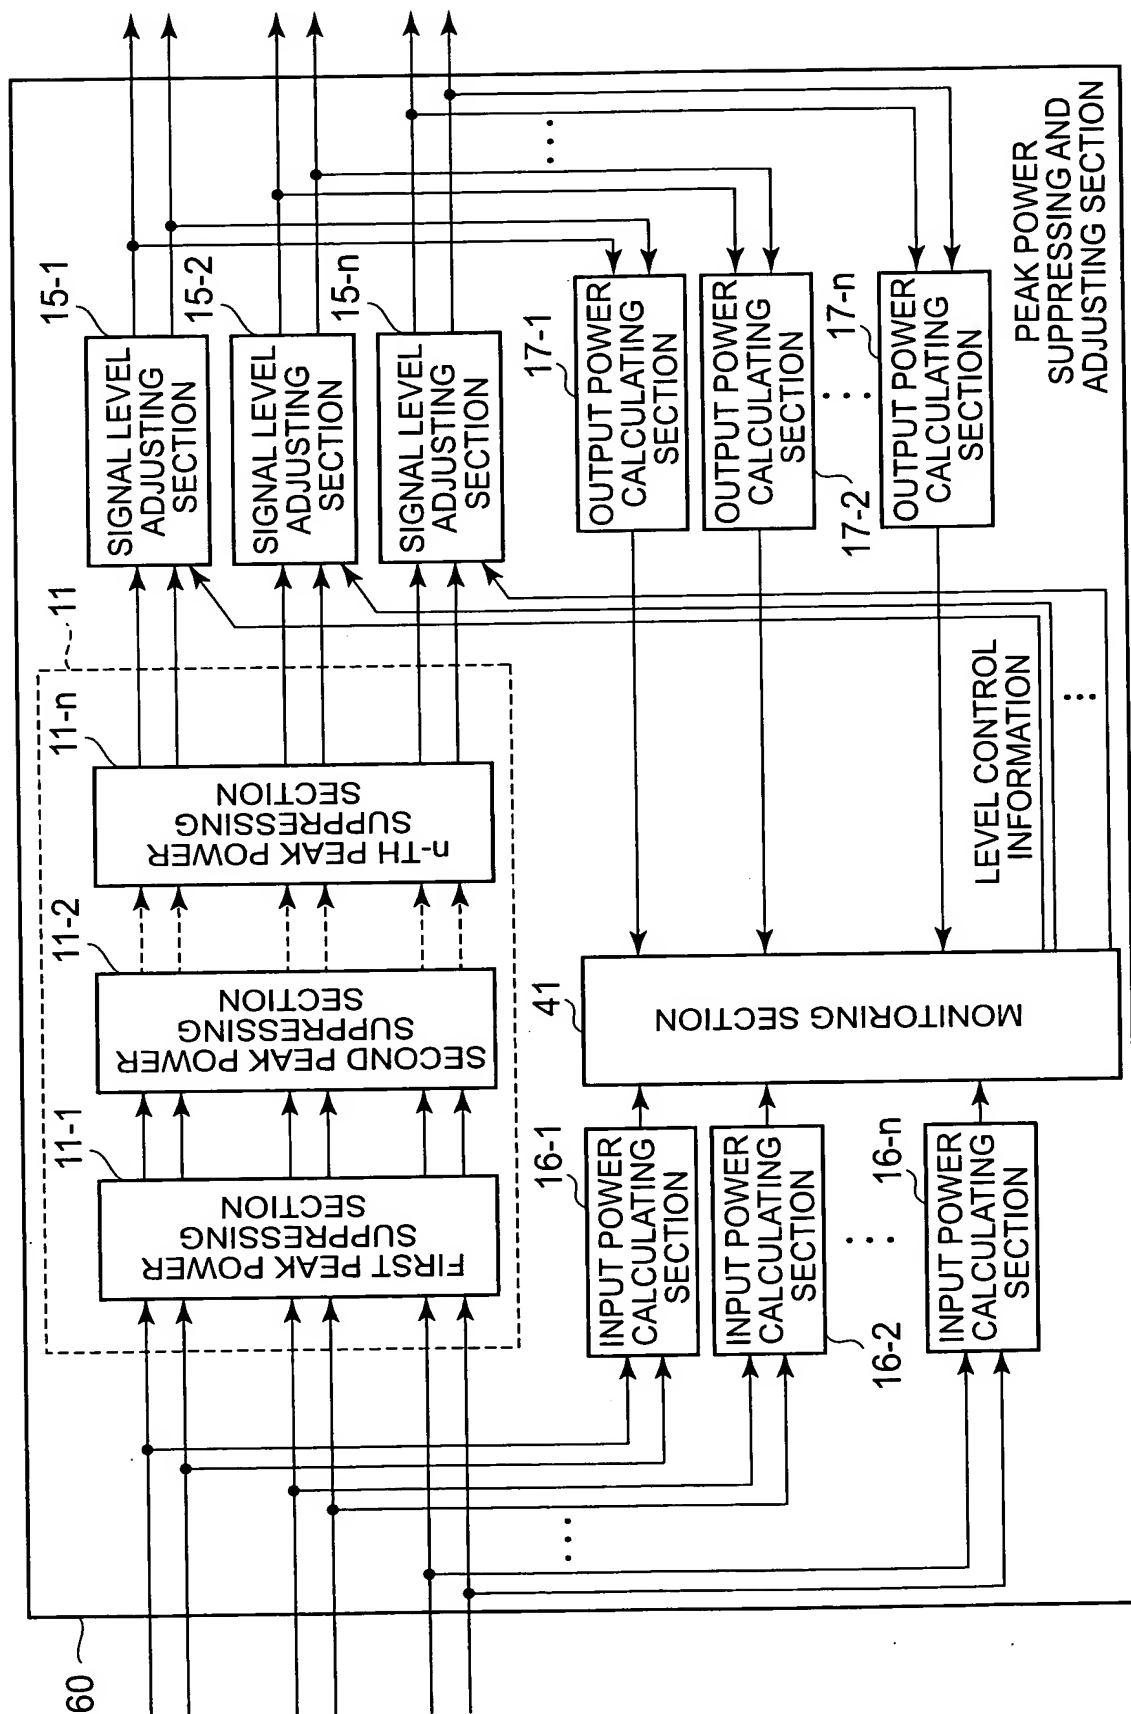 60
11
11-1
FIRST PEAK POWER
SUPPRESSING
SECTION
11-2
SECOND PEAK POWER
SUPPRESSING
SECTION
11-n
n-TH PEAK POWER
SUPPRESSING
SECTION
15-1
SIGNAL LEVEL
ADJUSTING
SECTION
15-2
SIGNAL LEVEL
ADJUSTING
SECTION
15-n
SIGNAL LEVEL
ADJUSTING
SECTION
16-1
INPUT POWER
CALCULATING
SECTION
16-2
INPUT POWER
CALCULATING
SECTION
16-n
INPUT POWER
CALCULATING
SECTION
41
MONITORING SECTION
LEVEL CONTROL
INFORMATION
17-1
OUTPUT POWER
CALCULATING
SECTION
17-2
OUTPUT POWER
CALCULATING
SECTION
17-n
OUTPUT POWER
CALCULATING
SECTION
PEAK POWER
SUPPRESSING AND
ADJUSTING SECTION